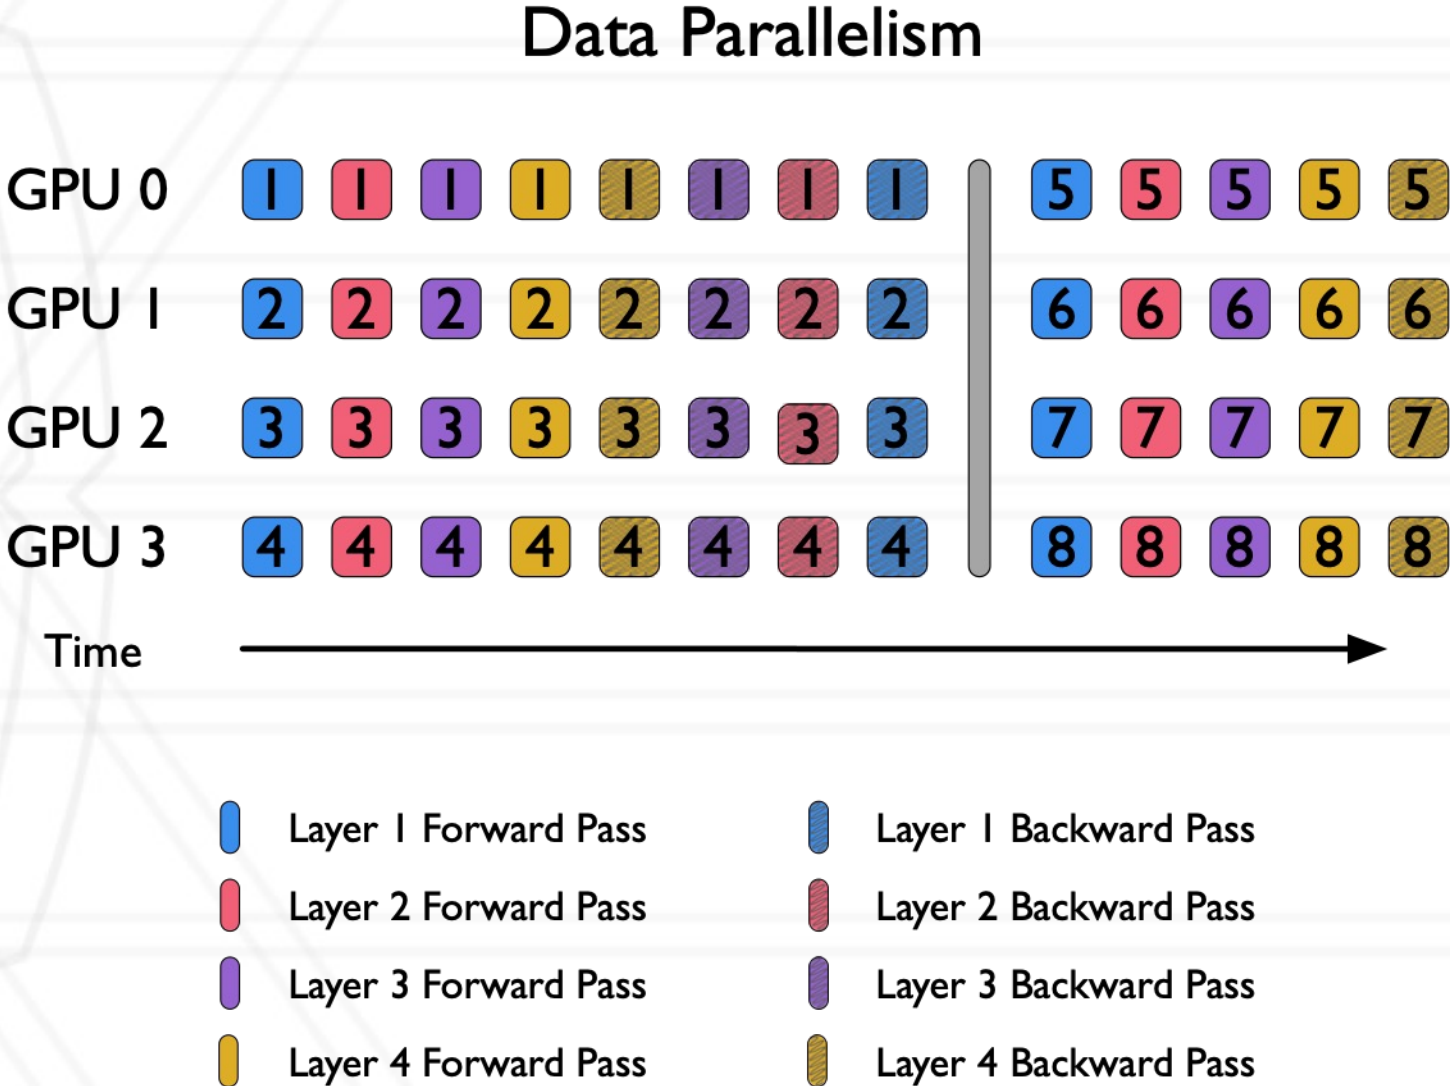 Data Parallelism
GPU 0 1 1 1 1 1 1 1 1 5 5 5 5 5
GPU 1 2 2 2 2 2 2 2 2 6 6 6 6 6
GPU 2 3 3 3 3 3 3 3 3 7 7 7 7 7
GPU 3 4 4 4 4 4 4 4 4 8 8 8 8 8
Time
Layer 1 Forward Pass Layer 1 Backward Pass
Layer 2 Forward Pass Layer 2 Backward Pass
Layer 3 Forward Pass Layer 3 Backward Pass
Layer 4 Forward Pass Layer 4 Backward Pass